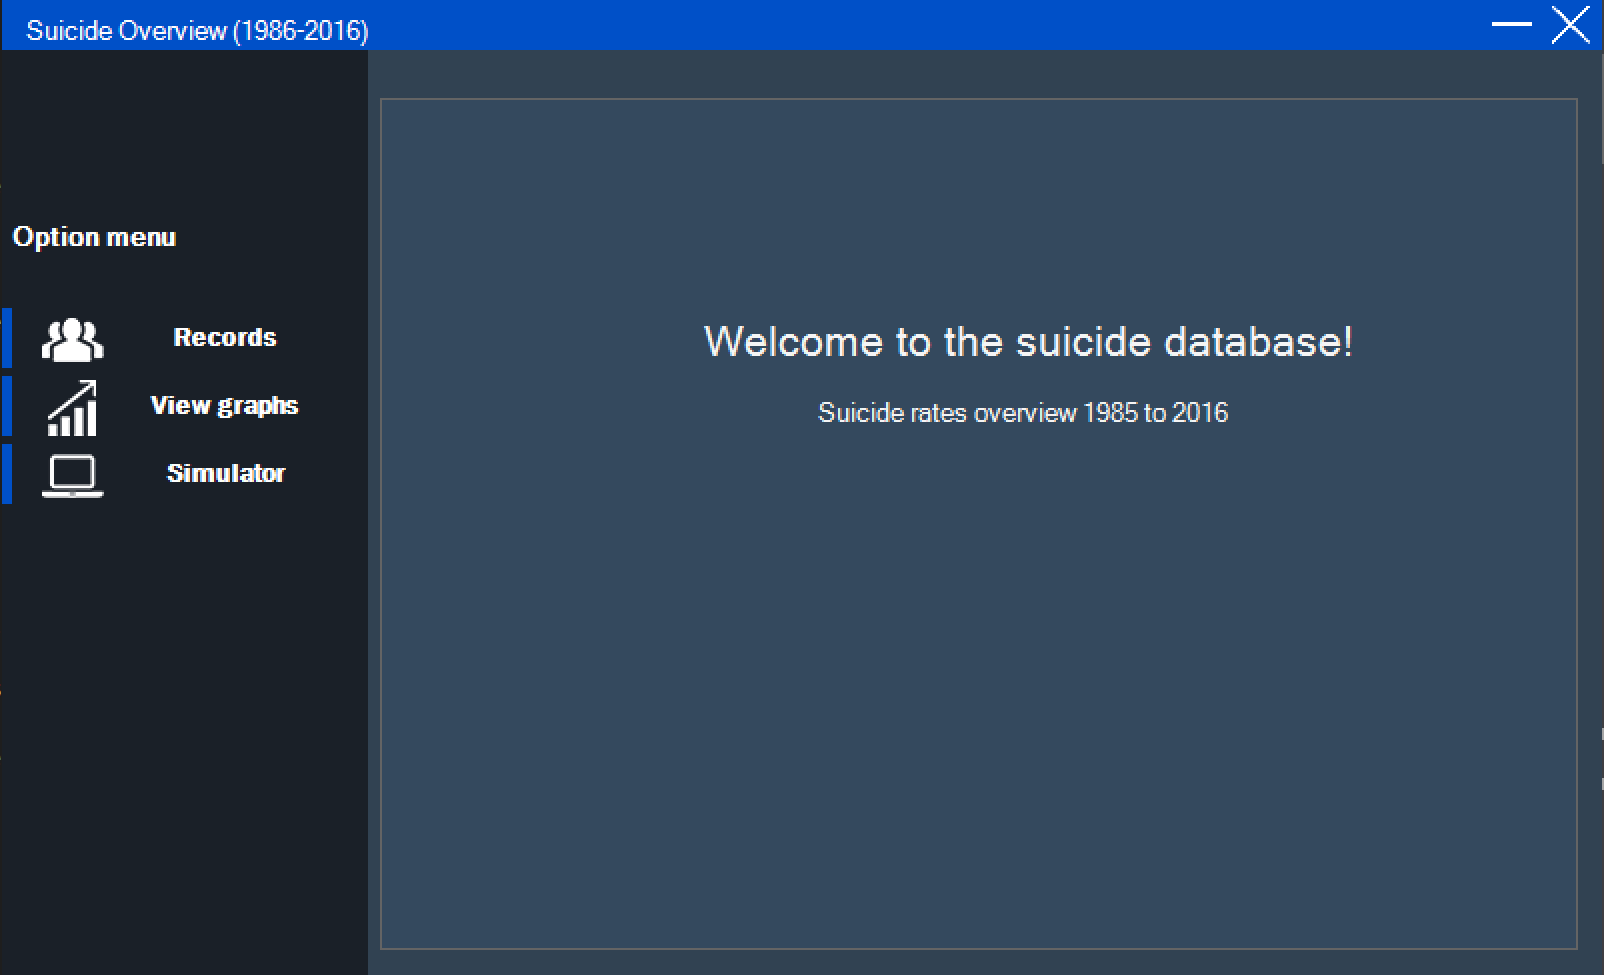 Suicide Overview (1986-2016)
Option menu
Records
View graphs
Simulator
Welcome to the suicide database!
Suicide rates overview 1985 to 2016